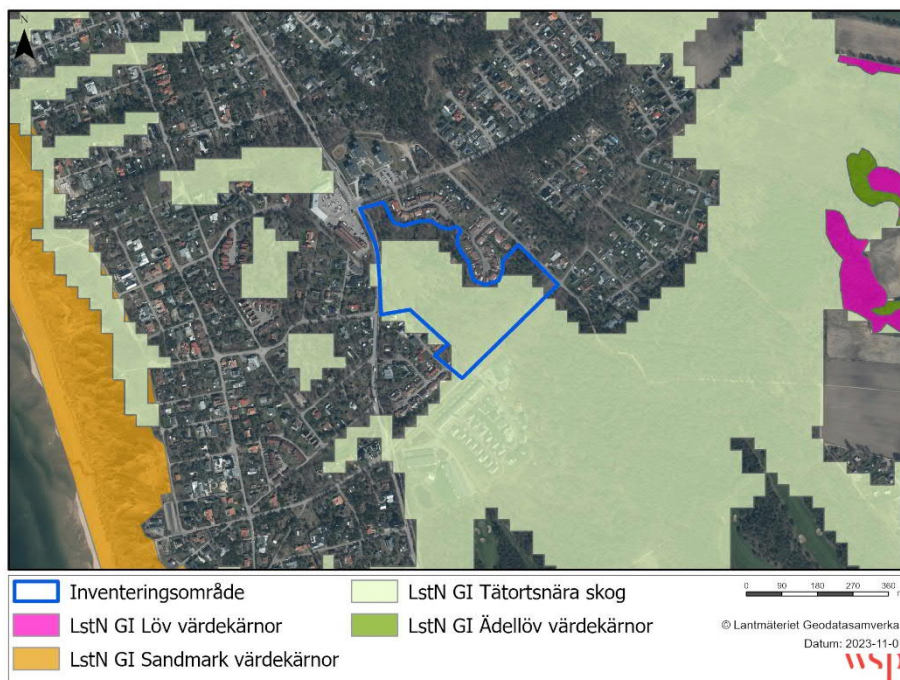 N
Inventeringsområde
LstN GI Löv värdekärnor
LstN GI Sandmark värdekärnor
LstN GI Tätortsnära skog
LstN GI Ädellöv värdekärnor
0 90 180 270 360
© Lantmäteriet Geodatasamverka
Datum: 2023-11-0
wsp